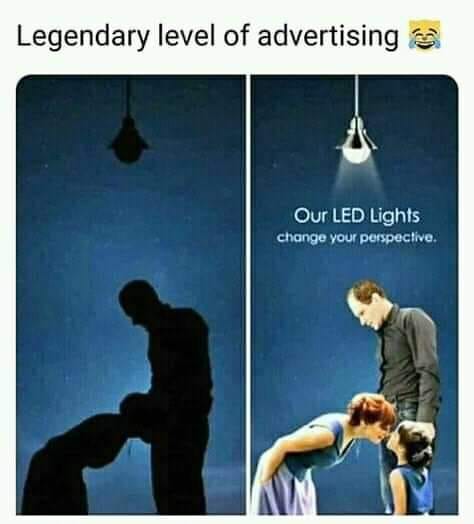 Legendary level of advertising 😹
Our LED Lights
change your perspective.